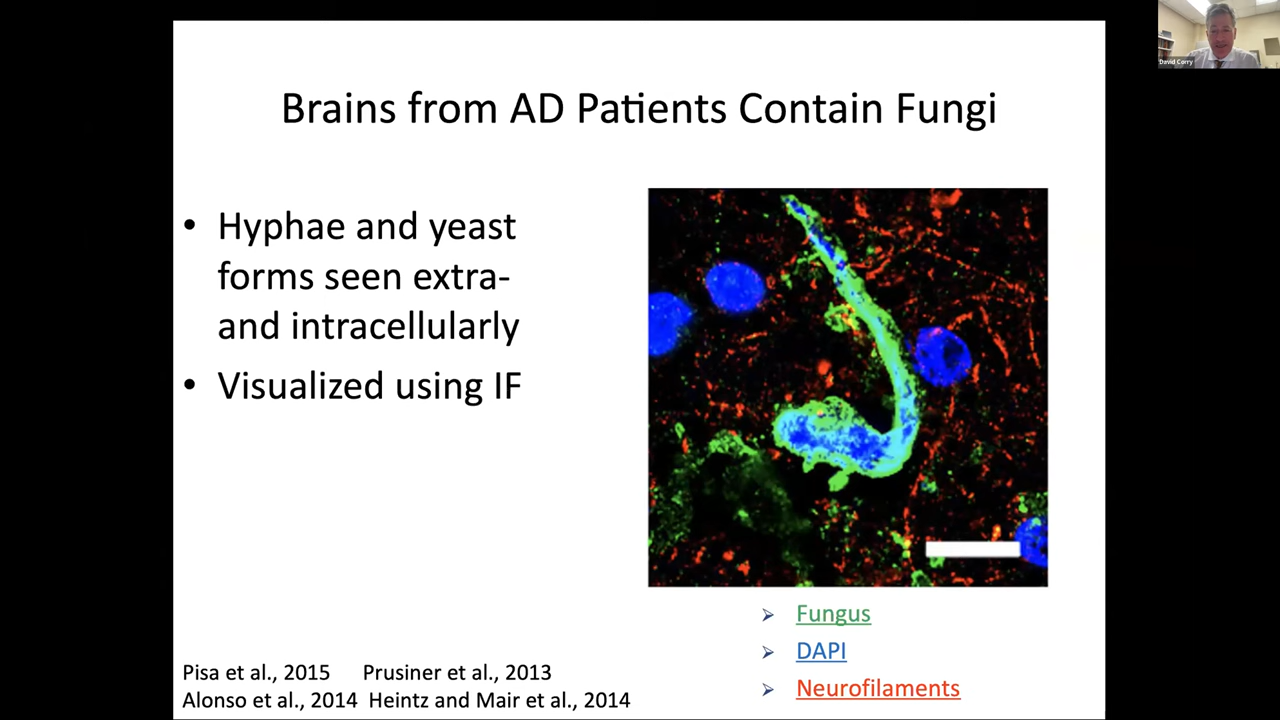 David Corry
Brains from AD Patients Contain Fungi
• Hyphae and yeast
forms seen extra-
and intracellularly
• Visualized using IF
Fungus
DAPI
Neurofilaments
Pisa et al., 2015 Prusiner et al., 2013
Alonso et al., 2014 Heintz and Mair et al., 2014